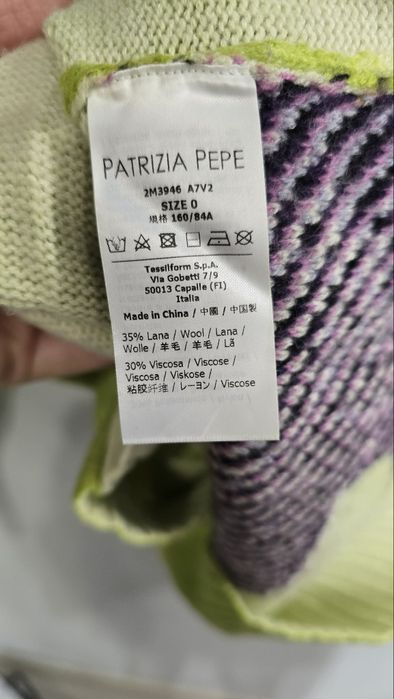 PATRIZIA PEPE
2M3946 A7V2
SIZE 0
规格 160/84A
Tessilform S.p.A.
Via Gobetti 7/9
50013 Capalle (FI)
Italia
Made in China / 中國 / 中国製
35% Lana / Wool / Lana /
Wolle / 羊毛 / 羊毛 / Lã
30% Viscosa / Viscose /
Viscosa / Viskose /
粘胶纤维 / レーヨン / Viscose